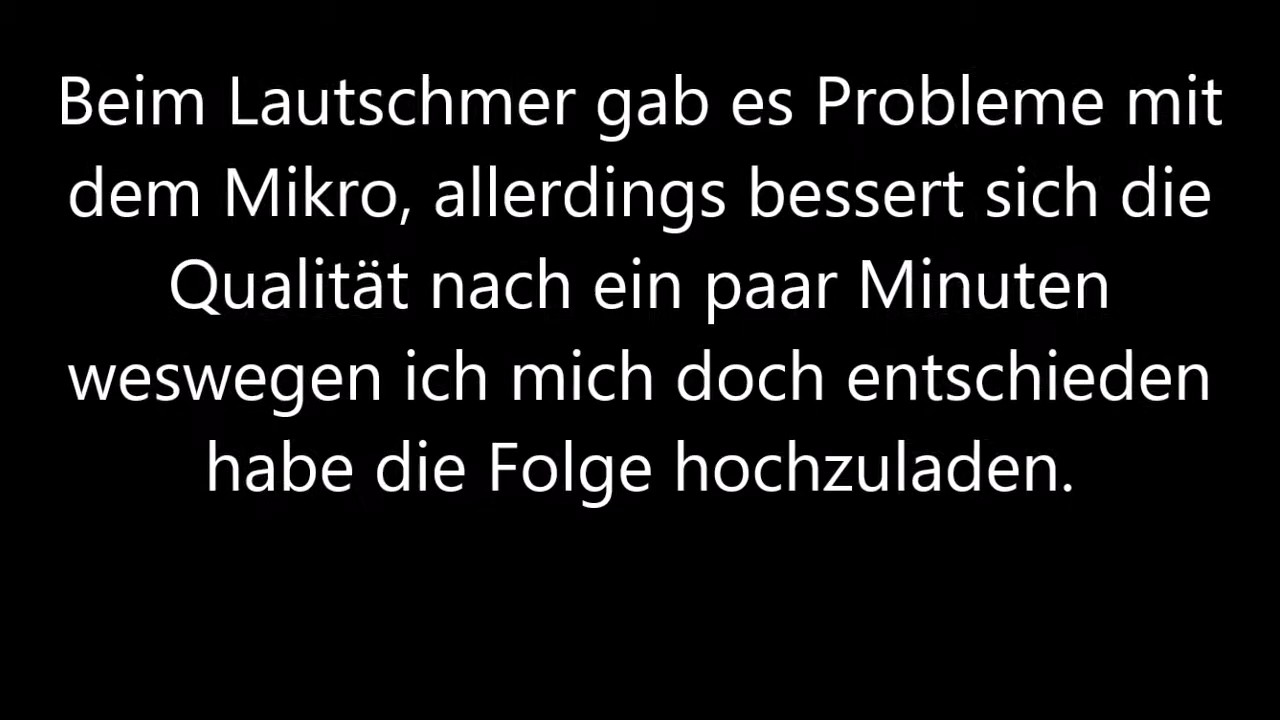 Beim Lautschmer gab es Probleme mit
dem Mikro, allerdings bessert sich die
Qualität nach ein paar Minuten
weswegen ich mich doch entschieden
habe die Folge hochzuladen.